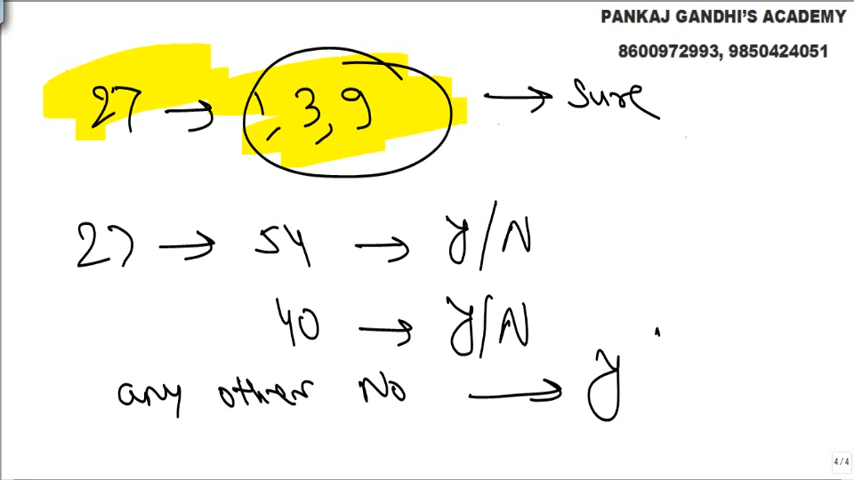 PANKAJ GANDHI'S ACADEMY
8600972993, 9850424051
27 → 1, 3, 9 → Sure
27 → 54 → Y/N
40 → Y/N
any other No → Y
4/4